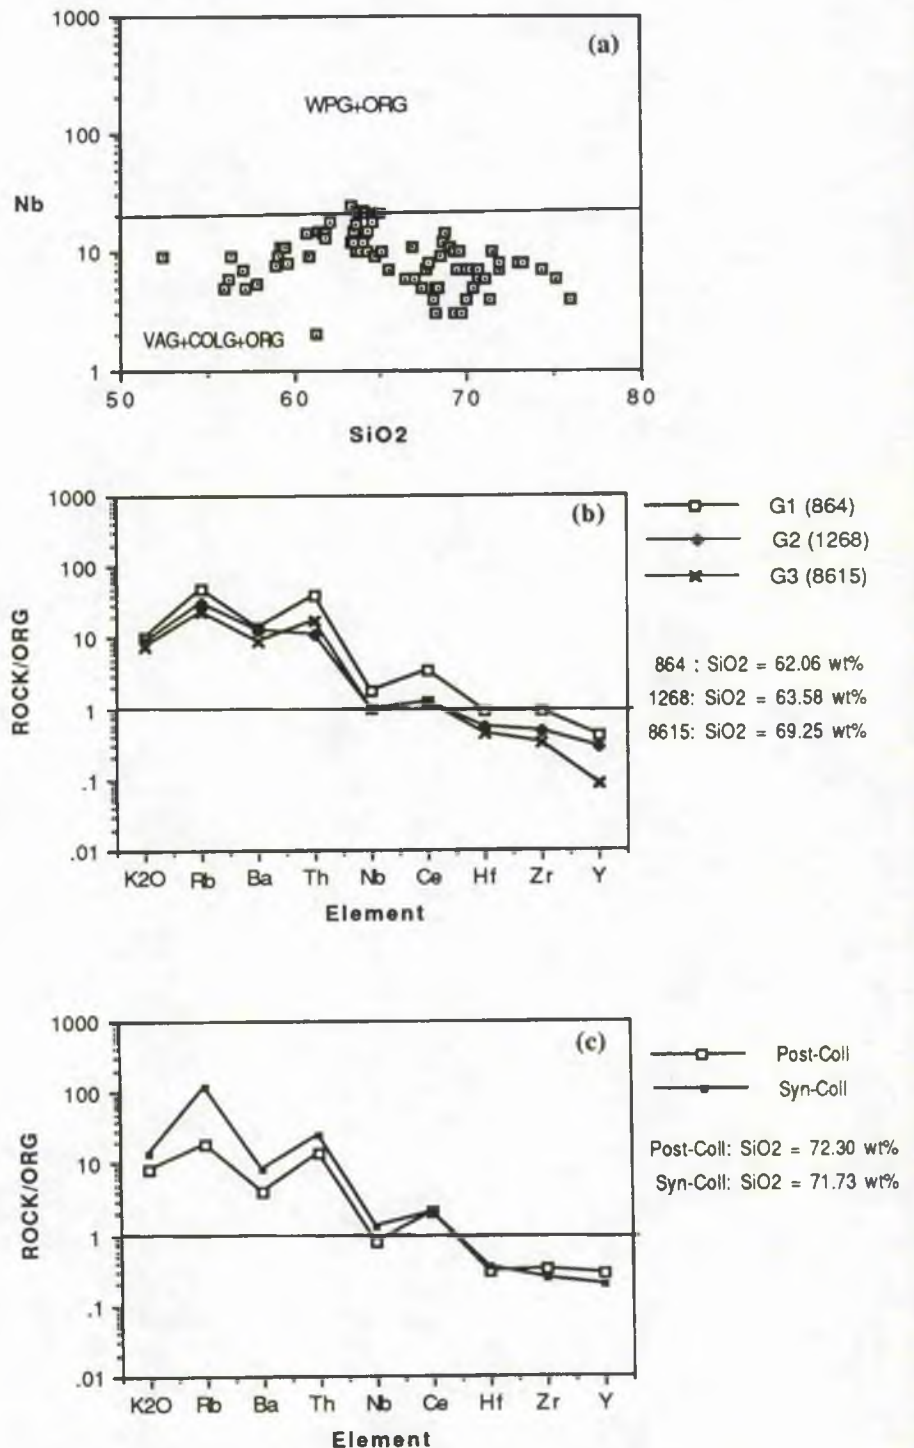 (a)
1000
100
10
1
Nb
WPG+ORG
VAG+COLG+ORG
50 60 70 80
SiO2
(b)
1000
100
10
1
.1
.01
ROCK/ORG
K2O Rb Ba Th Nb Ce Hf Zr Y
Element
G1 (864)
G2 (1268)
G3 (8615)
864 : SiO2 = 62.06 wt%
1268: SiO2 = 63.58 wt%
8615: SiO2 = 69.25 wt%
(c)
1000
100
10
1
.1
.01
ROCK/ORG
K2O Rb Ba Th Nb Ce Hf Zr Y
Element
Post-Coll
Syn-Coll
Post-Coll: SiO2 = 72.30 wt%
Syn-Coll: SiO2 = 71.73 wt%